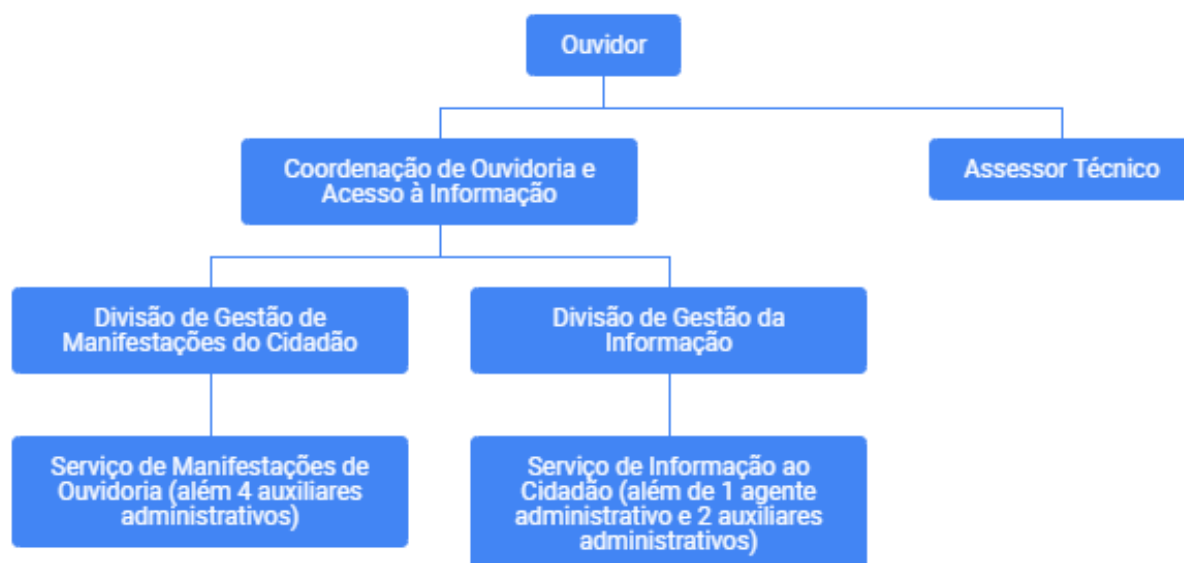 Ouvidor
Coordenação de Ouvidoria e
Acesso à Informação
Assessor Técnico
Divisão de Gestão de
Manifestações do Cidadão
Divisão de Gestão da
Informação
Serviço de Manifestações de
Ouvidoria (além 4 auxiliares
administrativos)
Serviço de Informação ao
Cidadão (além de 1 agente
administrativo e 2 auxiliares
administrativos)